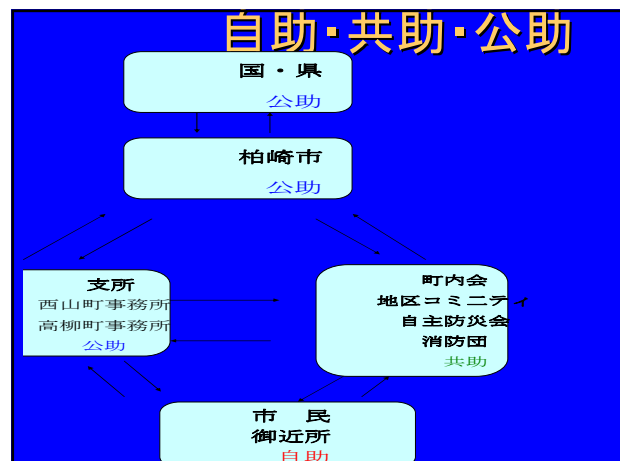 自助・共助・公助
国・県
公助
柏崎市
公助
支所
西山町事務所
高柳町事務所
公助
町内会
地区コミニティ
自主防災会
消防団
共助
市　民
御近所
自助